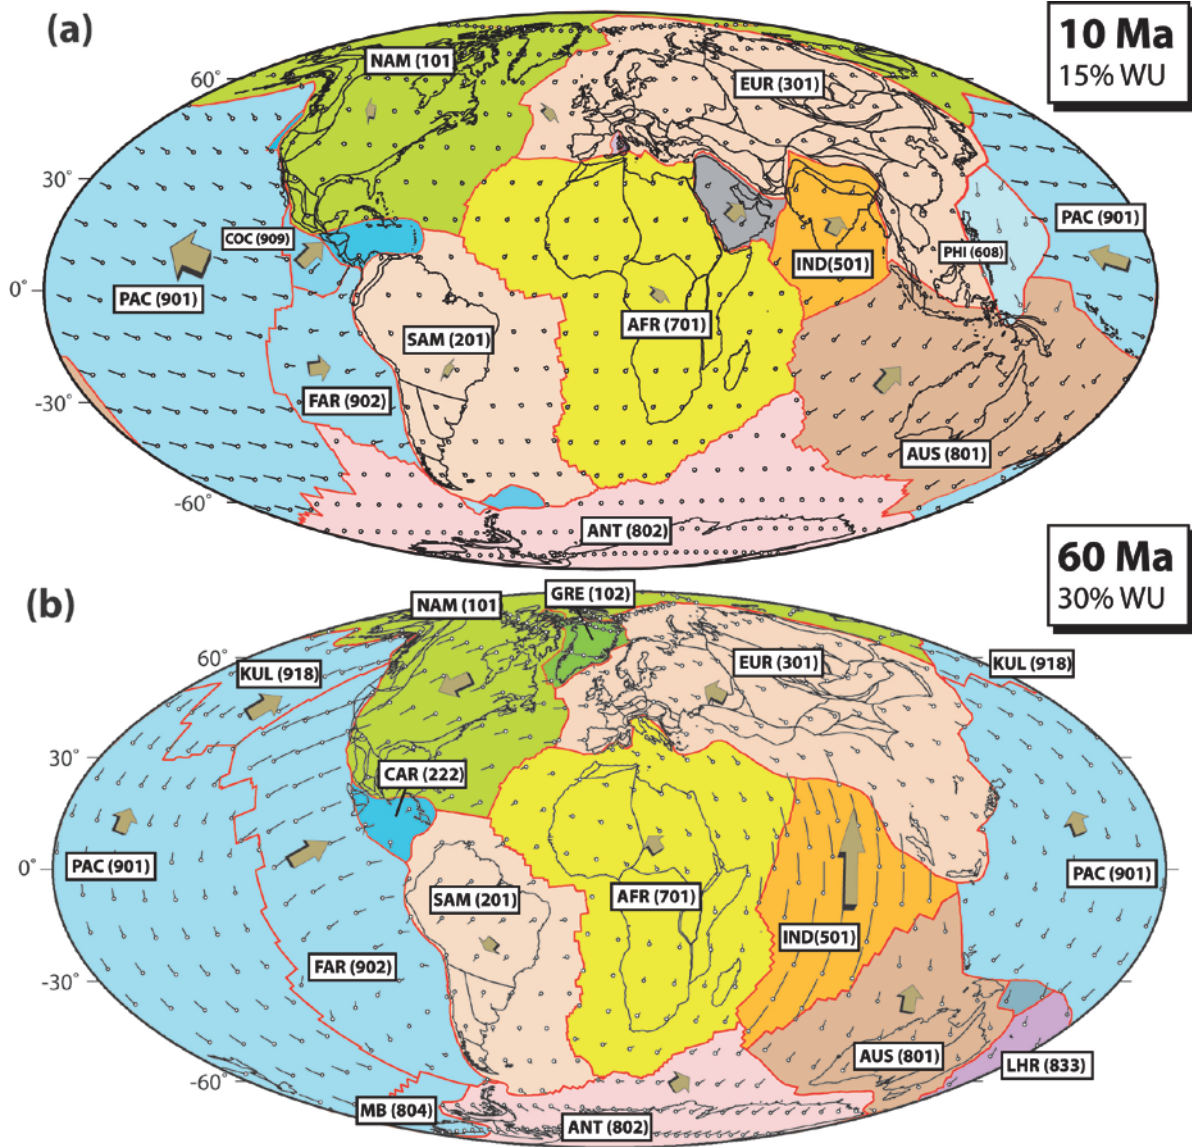 (a)
10 Ma
15% WU
NAM (101)
EUR (301)
60°
30°
PAC (901)
COC (909)
PHI (608)
IND(501)
0°
PAC (901)
AFR (701)
SAM (201)
FAR (902)
-30°
AUS (801)
-60°
ANT (802)
60 Ma
30% WU
(b)
GRE (102)
NAM (101)
EUR (301)
KUL (918)
60°
KUL (918)
30°
CAR (222)
PAC (901)
0°
PAC (901)
SAM (201)
AFR (701)
IND(501)
FAR (902)
-30°
AUS (801)
LHR (833)
-60°
MB (804)
ANT (802)